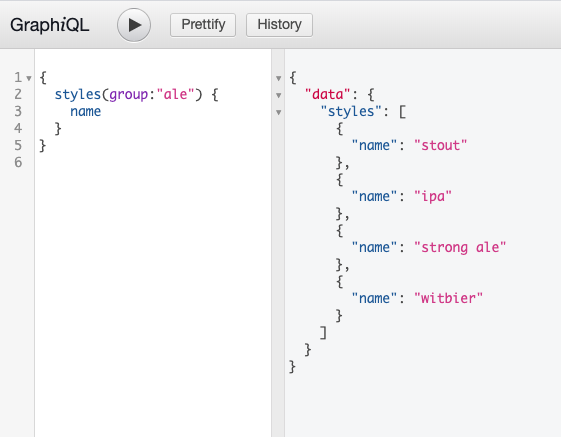 GraphiQL Prettify History
1 {
2   styles(group:"ale") {
3     name
4   }
5 }
6
{
  "data": {
    "styles": [
      {
        "name": "stout"
      },
      {
        "name": "ipa"
      },
      {
        "name": "strong ale"
      },
      {
        "name": "witbier"
      }
    ]
  }
}